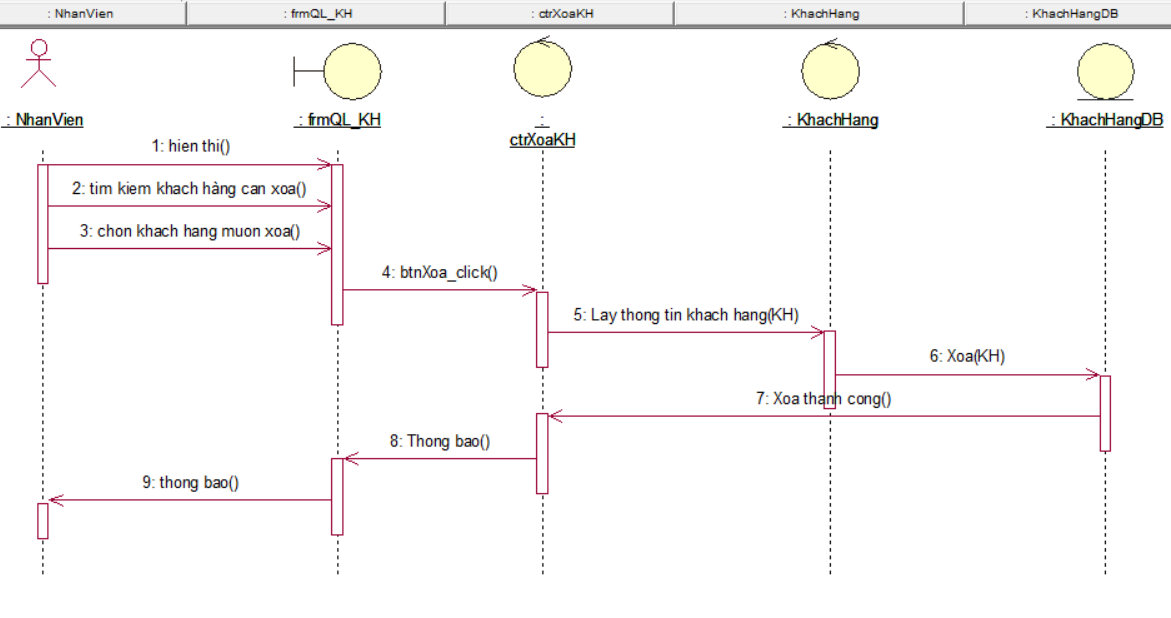 : NhanVien
: frmQL_KH
: ctrXoaKH
: KhachHang
: KhachHangDB
: NhanVien
: frmQL_KH
:
ctrXoaKH
: KhachHang
: KhachHangDB
1: hien thi()
2: tim kiem khach hàng can xoa()
3: chon khach hang muon xoa()
4: btnXoa_click()
5: Lay thong tin khach hang(KH)
6: Xoa(KH)
7: Xoa thanh cong()
8: Thong bao()
9: thong bao()